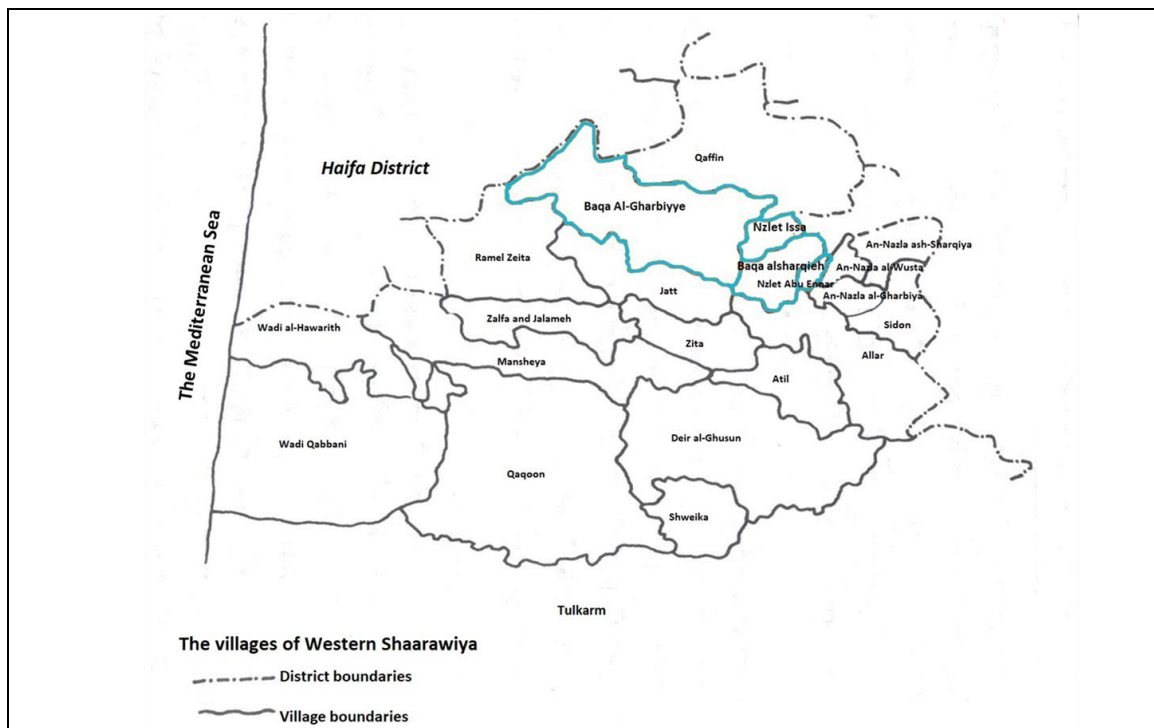 Qaffin
Haifa District
Baqa Al-Gharbiyye
Nzlet Issa
An-Nazla ash-Sharqiya
Ramel Zeita
Baqa alsharqieh
An-Nazla al-Wusta
Nzlet Abu Ennar
Jatt
An-Nazla al-Gharbiya
The Mediterranean Sea
Zalfa and Jalameh
Wadi al-Hawarith
Sidon
Zita
Allar
Mansheya
Atil
Wadi Qabbani
Deir al-Ghusun
Qaqoon
Shweika
Tulkarm
The villages of Western Shaarawiya
District boundaries
Village boundaries